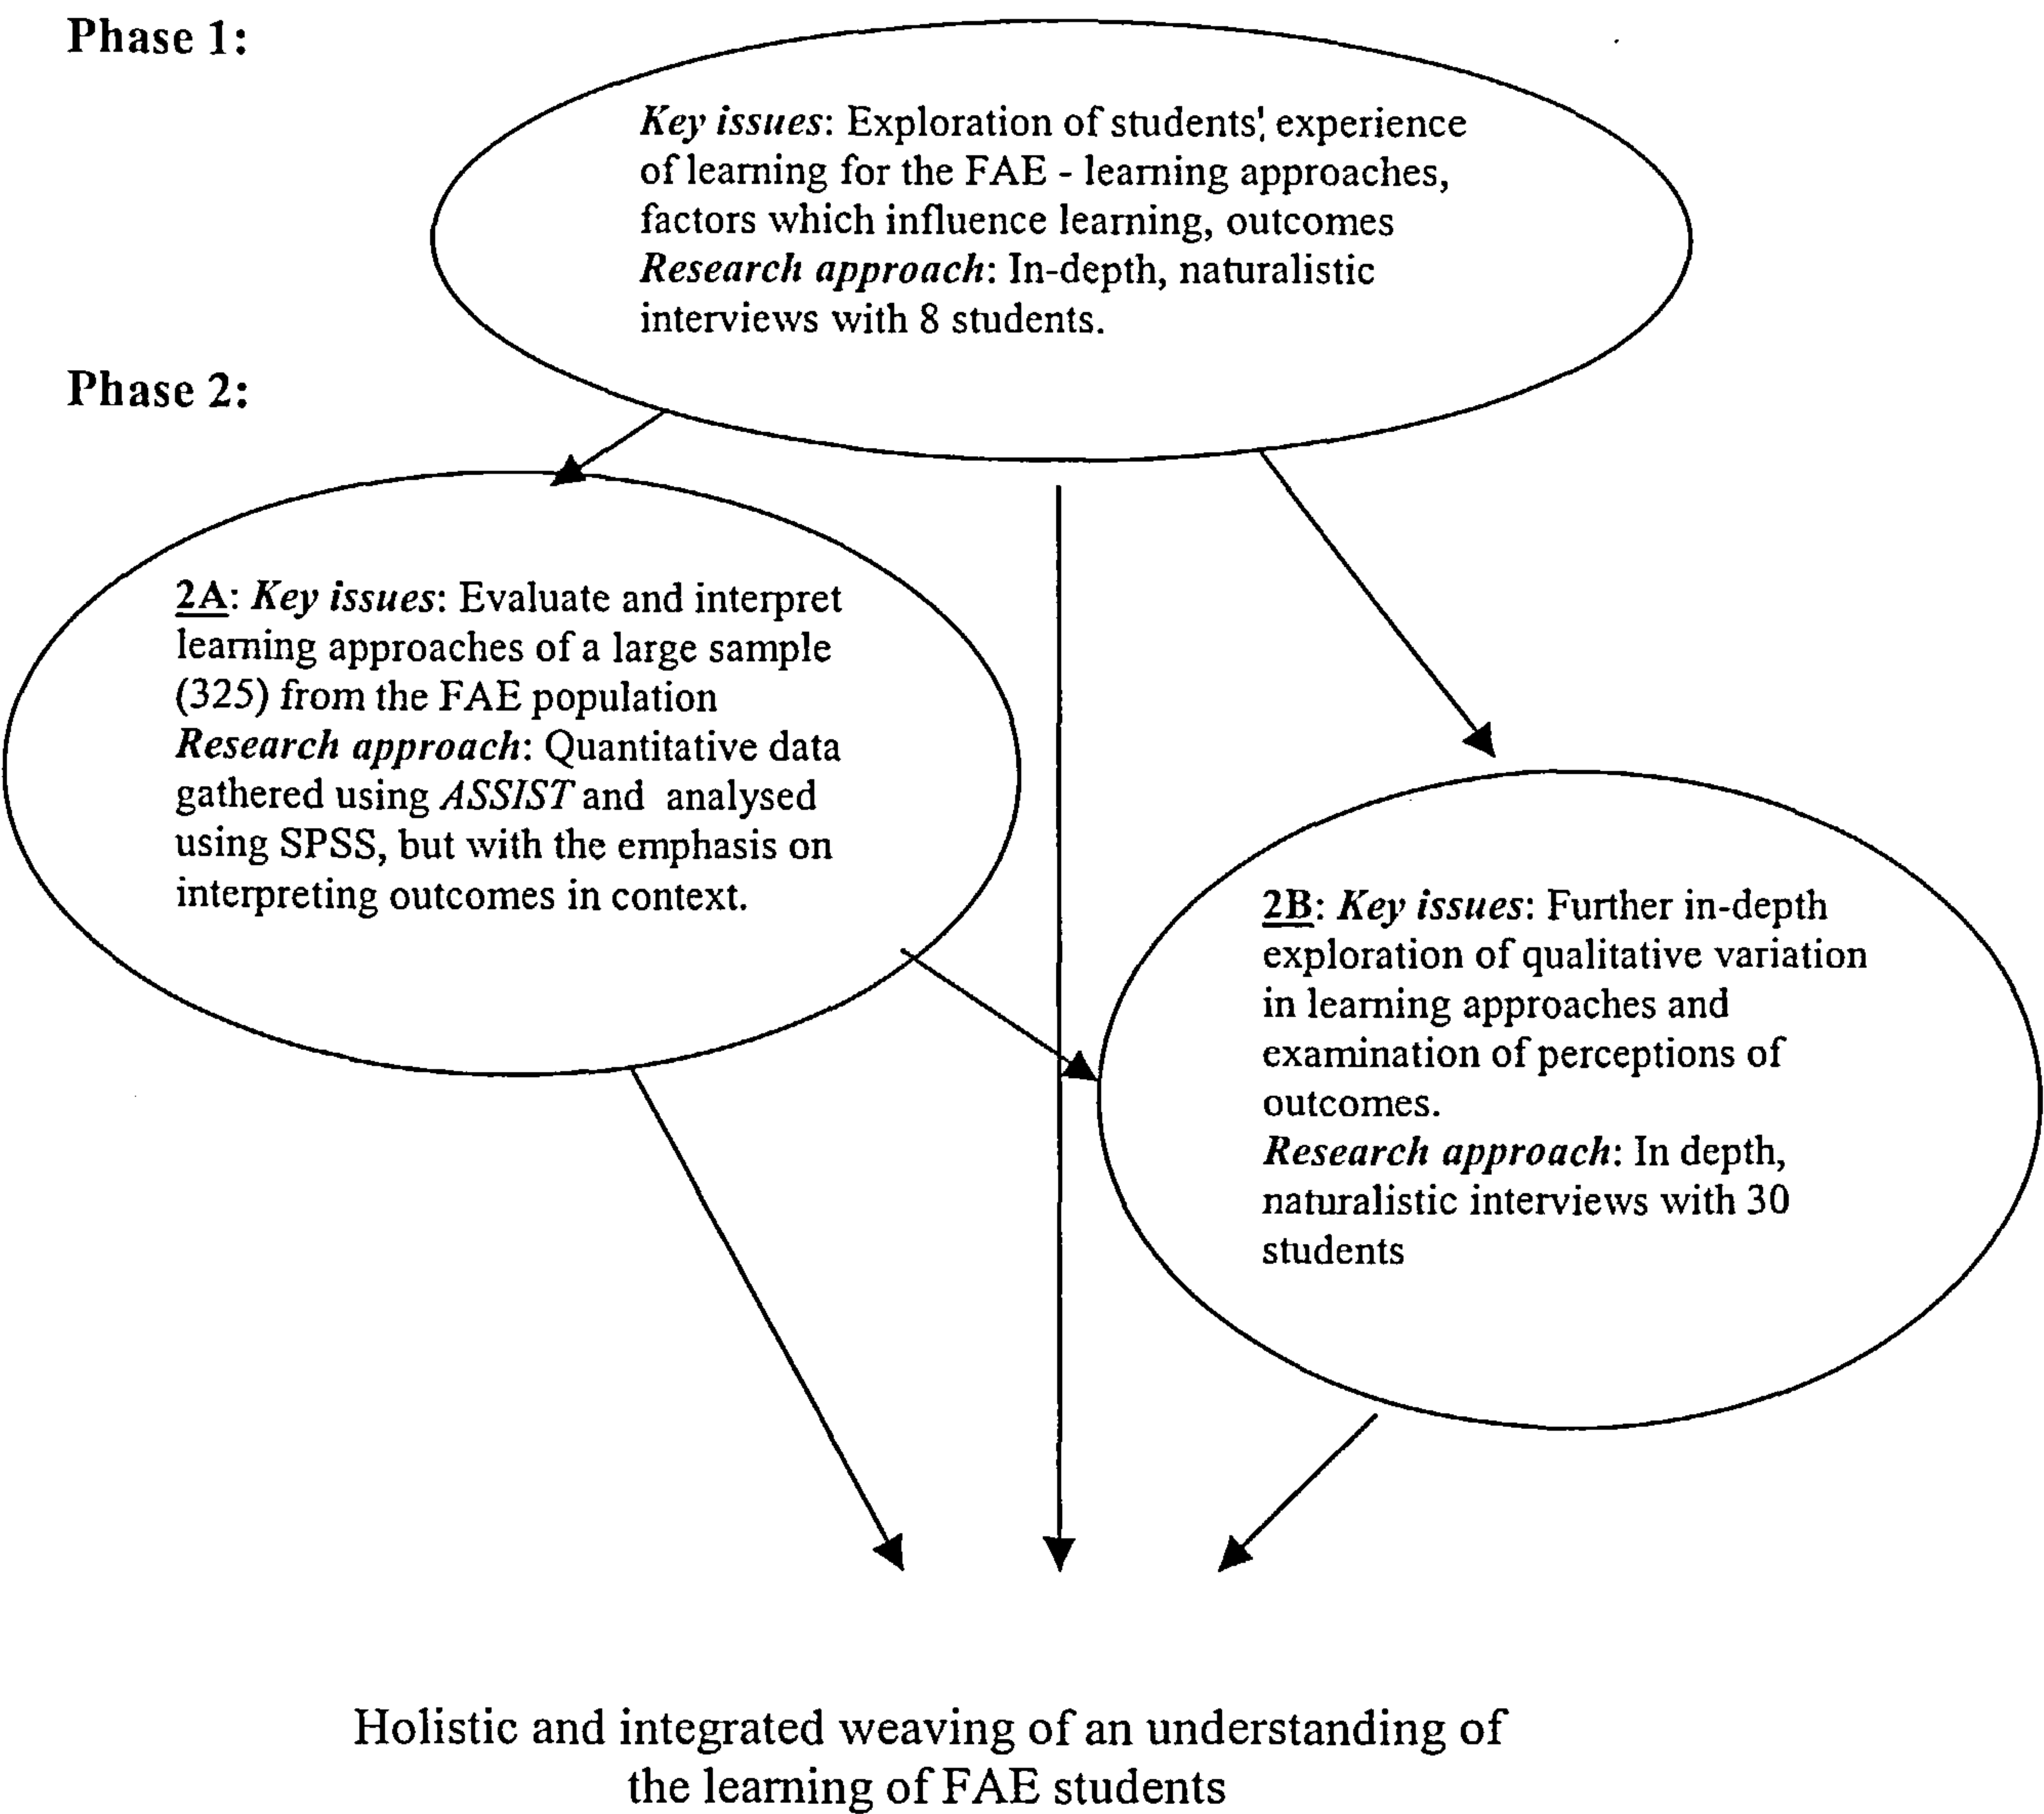 Phase 1:
Key issues: Exploration of students' experience
of learning for the FAE - learning approaches,
factors which influence learning, outcomes
Research approach: In-depth, naturalistic
interviews with 8 students.
Phase 2:
2A: Key issues: Evaluate and interpret
learning approaches of a large sample
(325) from the FAE population
Research approach: Quantitative data
gathered using ASSIST and analysed
using SPSS, but with the emphasis on
interpreting outcomes in context.
2B: Key issues: Further in-depth
exploration of qualitative variation
in learning approaches and
examination of perceptions of
outcomes.
Research approach: In depth,
naturalistic interviews with 30
students
Holistic and integrated weaving of an understanding of
the learning of FAE students